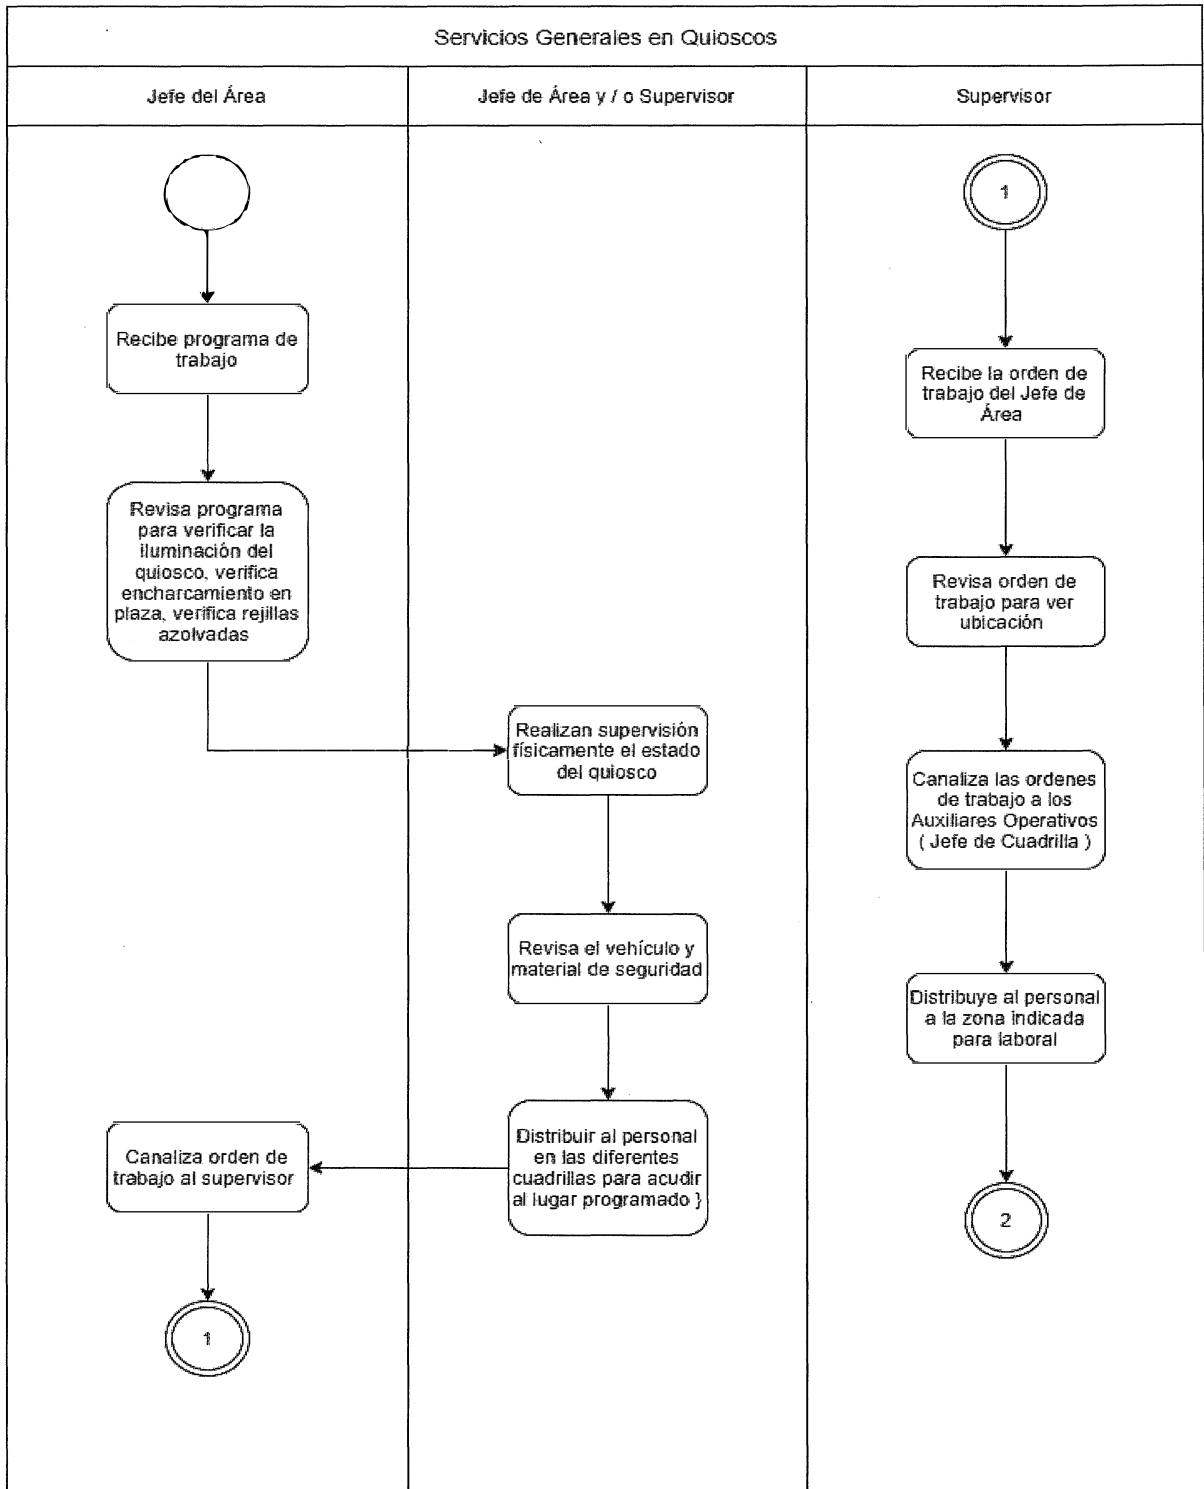 Servicios Generales en Quioscos
Jefe del Área
Jefe de Área y / o Supervisor
Supervisor
Recibe programa de
trabajo
Revisa programa
para verificar la
iluminación del
quiosco, verifica
encharcamiento en
plaza, verifica rejillas
azolvadas
Realizan supervisión
físicamente el estado
del quiosco
Revisa el vehículo y
material de seguridad
Distribuir al personal
en las diferentes
cuadrillas para acudir
al lugar programado }
Canaliza orden de
trabajo al supervisor
1
1
Recibe la orden de
trabajo del Jefe de
Área
Revisa orden de
trabajo para ver
ubicación
Canaliza las ordenes
de trabajo a los
Auxiliares Operativos
( Jefe de Cuadrilla )
Distribuye al personal
a la zona indicada
para laboral
2